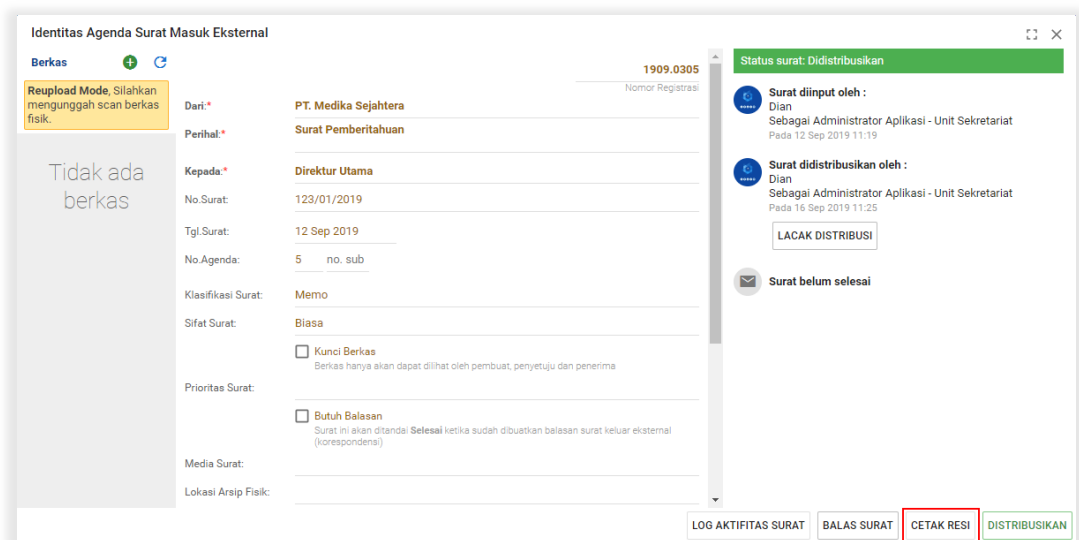 Identitas Agenda Surat Masuk Eksternal
Berkas
Reupload Mode, Silahkan
mengunggah scan berkas
fisik.
Tidak ada
berkas
1909.0305
Nomor Registrasi
Dari:* PT. Medika Sejahtera
Perihal:* Surat Pemberitahuan
Kepada:* Direktur Utama
No.Surat: 123/01/2019
Tgl.Surat: 12 Sep 2019
No.Agenda: 5 no. sub
Klasifikasi Surat: Memo
Sifat Surat: Biasa
Kunci Berkas
Berkas hanya akan dapat dilihat oleh pembuat, penyetuju dan penerima
Prioritas Surat:
Butuh Balasan
Surat ini akan ditandai Selesai ketika sudah dibuatkan balasan surat keluar eksternal
(korespondensi)
Media Surat:
Lokasi Arsip Fisik:
Status surat: Didistribusikan
Surat diinput oleh :
Dian
Sebagai Administrator Aplikasi - Unit Sekretariat
Pada 12 Sep 2019 11:19
Surat didistribusikan oleh :
Dian
Sebagai Administrator Aplikasi - Unit Sekretariat
Pada 16 Sep 2019 11:25
LACAK DISTRIBUSI
Surat belum selesai
LOG AKTIFITAS SURAT BALAS SURAT CETAK RESI DISTRIBUSIKAN